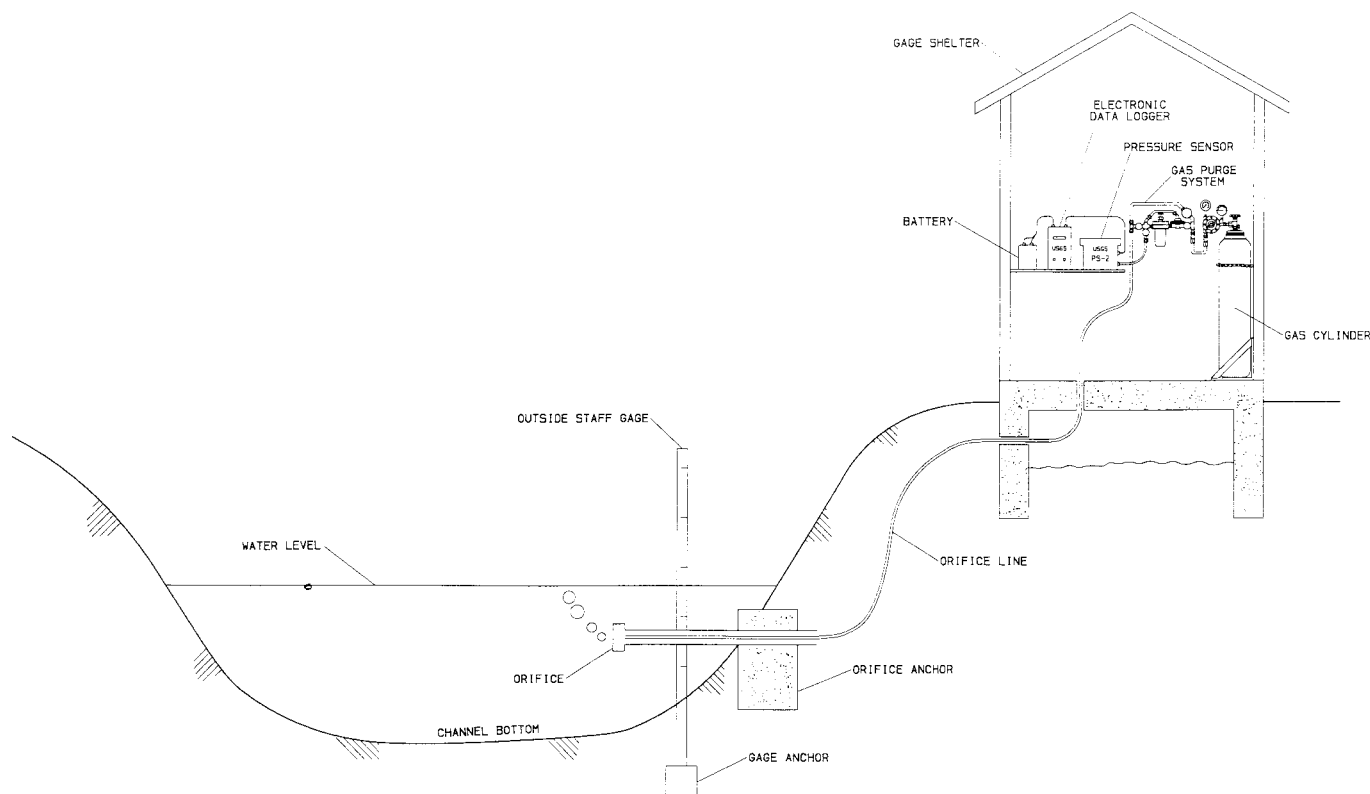 GAGE SHELTER
ELECTRONIC
DATA LOGGER
PRESSURE SENSOR
GAS PURGE
SYSTEM
BATTERY
USGS
USGS
PS-2
GAS CYLINDER
OUTSIDE STAFF GAGE
WATER LEVEL
ORIFICE LINE
ORIFICE
ORIFICE ANCHOR
CHANNEL BOTTOM
GAGE ANCHOR